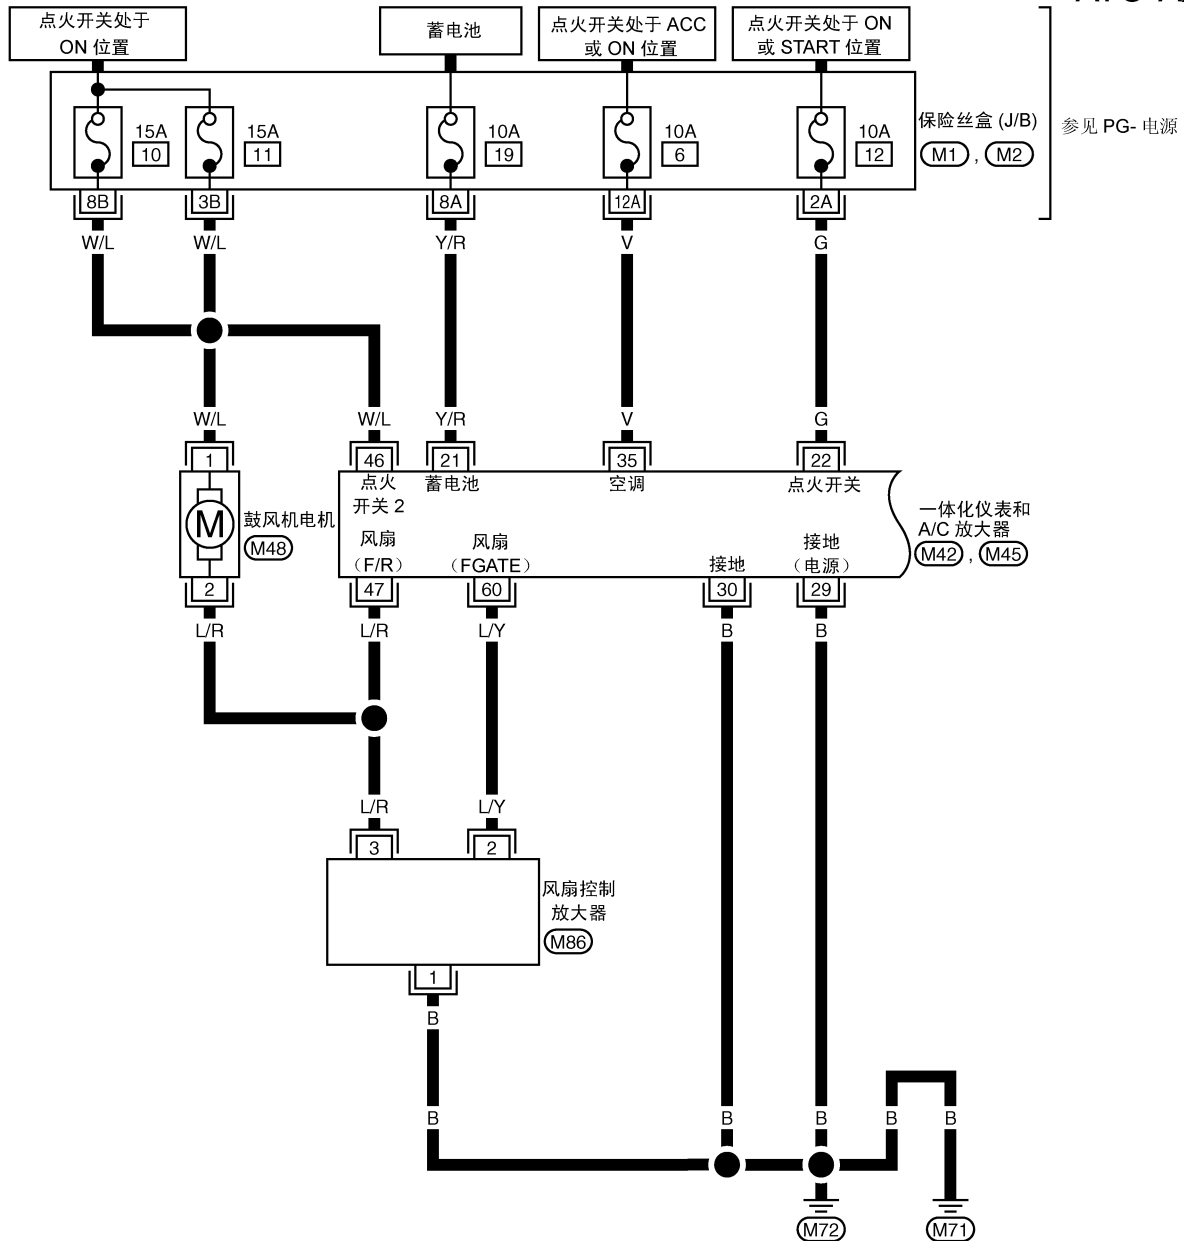 点火开关处于
ON 位置
蓄电池
点火开关处于 ACC
或 ON 位置
点火开关处于 ON
或 START 位置
15A
10
15A
11
10A
19
10A
6
10A
12
保险丝盒 (J/B)
M1 , M2
参见 PG- 电源
8B
3B
8A
12A
2A
W/L
W/L
Y/R
V
G
W/L
W/L
Y/R
V
G
1
46
21
35
22
点火
开关 2
蓄电池
空调
点火开关
M
鼓风机电机
M48
风扇
（F/R）
风扇
（FGATE）
接地
接地
（电源）
一体化仪表和
A/C 放大器
M42 , M45
2
47
60
30
29
L/R
L/R
L/Y
B
B
L/R
L/Y
3
2
风扇控制
放大器
M86
1
B
B
B
B
B
B
M72
M71